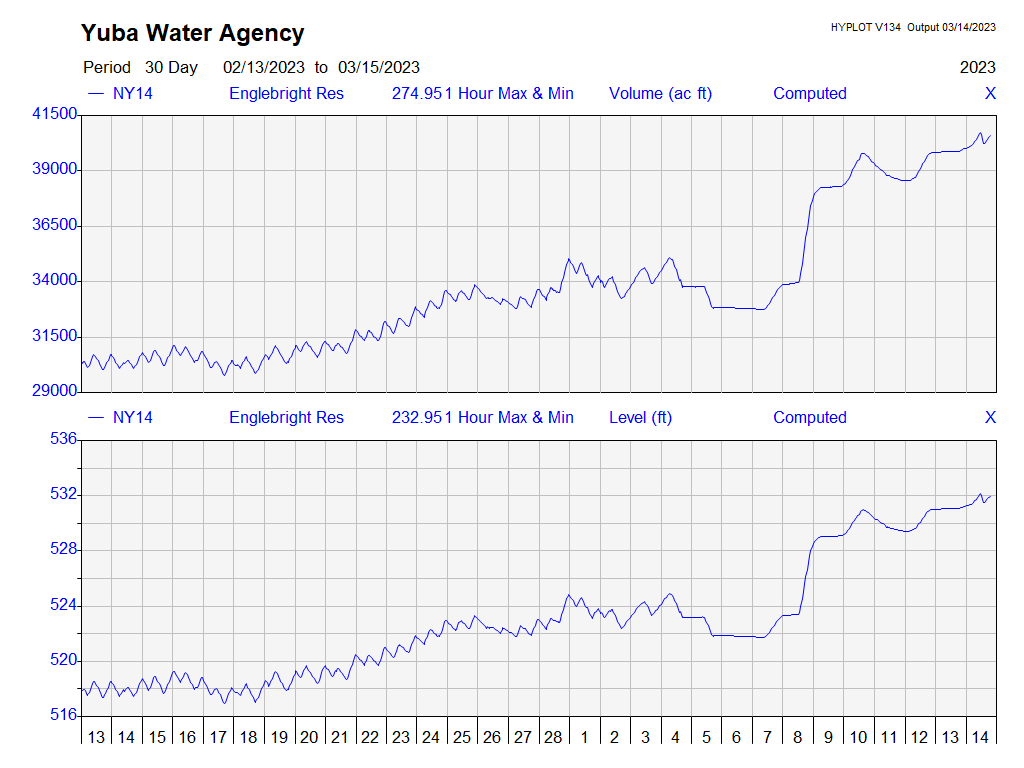 Yuba Water Agency
HYPLOT V134 Output 03/14/2023
Period 30 Day 02/13/2023 to 03/15/2023
2023
NY14 Englebright Res 274.951 Hour Max & Min Volume (ac ft) Computed X
41500
39000
36500
34000
31500
29000
NY14 Englebright Res 232.951 Hour Max & Min Level (ft) Computed X
536
532
528
524
520
516
13 14 15 16 17 18 19 20 21 22 23 24 25 26 27 28 1 2 3 4 5 6 7 8 9 10 11 12 13 14